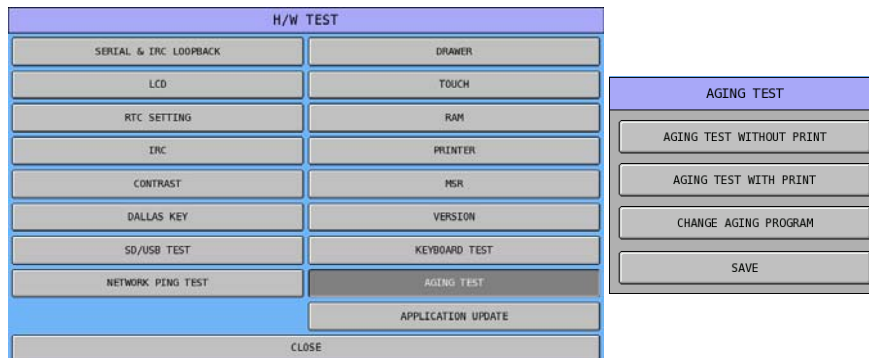 H/W TEST
SERIAL & IRC LOOPBACK
DRAWER
LCD
TOUCH
RTC SETTING
RAM
IRC
PRINTER
CONTRAST
MSR
DALLAS KEY
VERSION
SD/USB TEST
KEYBOARD TEST
NETWORK PING TEST
AGING TEST
APPLICATION UPDATE
CLOSE
AGING TEST
AGING TEST WITHOUT PRINT
AGING TEST WITH PRINT
CHANGE AGING PROGRAM
SAVE